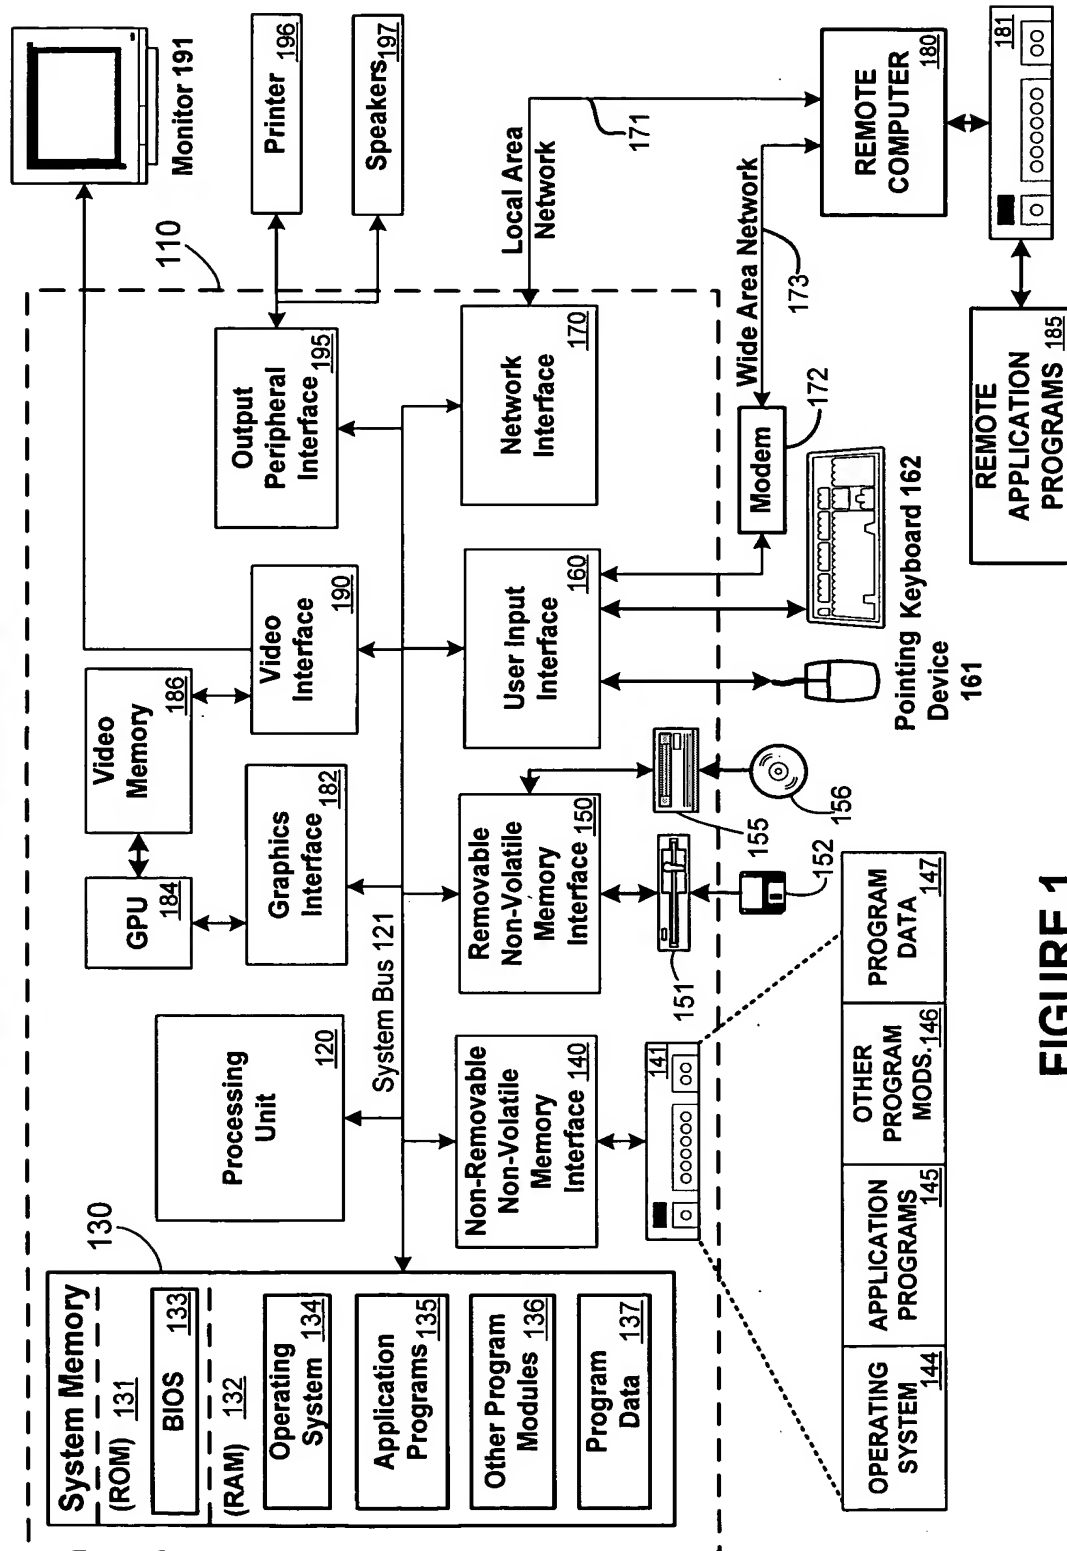 System Memory
(ROM) 131
BIOS 133
(RAM) 132
Operating
System 134
Application
Programs 135
Other Program
Modules 136
Program
Data 137
130
Processing
Unit
120
System Bus 121
GPU
184
Video
Memory
186
Graphics
Interface
182
Video
Interface
190
Output
Peripheral
Interface
195
110
Monitor 191
Printer 196
Speakers 197
Non-Removable
Non-Volatile
Memory
Interface 140
Removable
Non-Volatile
Memory
Interface 150
User Input
Interface
160
Network
Interface
170
Local Area
Network
171
Wide Area Network
173
Modem
172
141
151
152
155
156
Pointing
Device
161
Keyboard 162
REMOTE
COMPUTER
180
181
REMOTE
APPLICATION
PROGRAMS 185
OPERATING
SYSTEM
144
APPLICATION
PROGRAMS
145
OTHER
PROGRAM
MODS. 146
PROGRAM
DATA
147
FIGURE 1